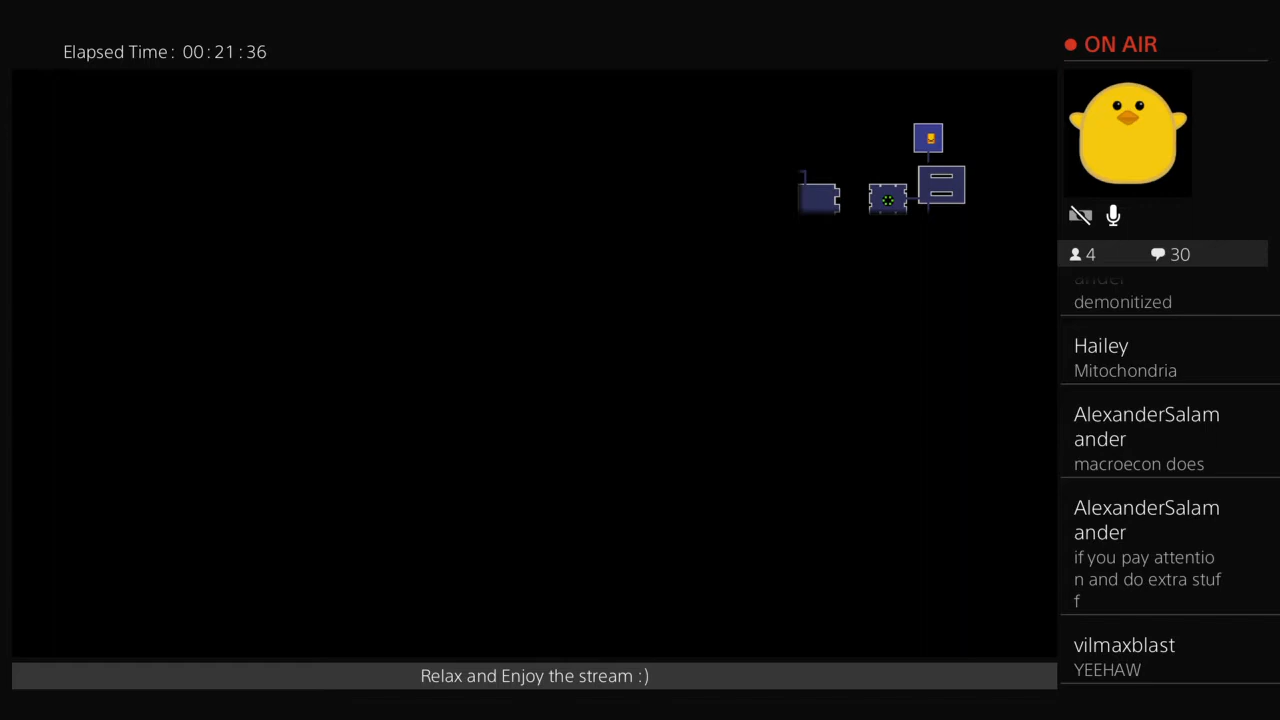 Elapsed Time: 00:21:36
ON AIR
4
30
ander
demonitized
Hailey
Mitochondria
AlexanderSalam
ander
macroecon does
AlexanderSalam
ander
if you pay attentio
n and do extra stuf
f
vilmaxblast
YEEHAW
Relax and Enjoy the stream :)